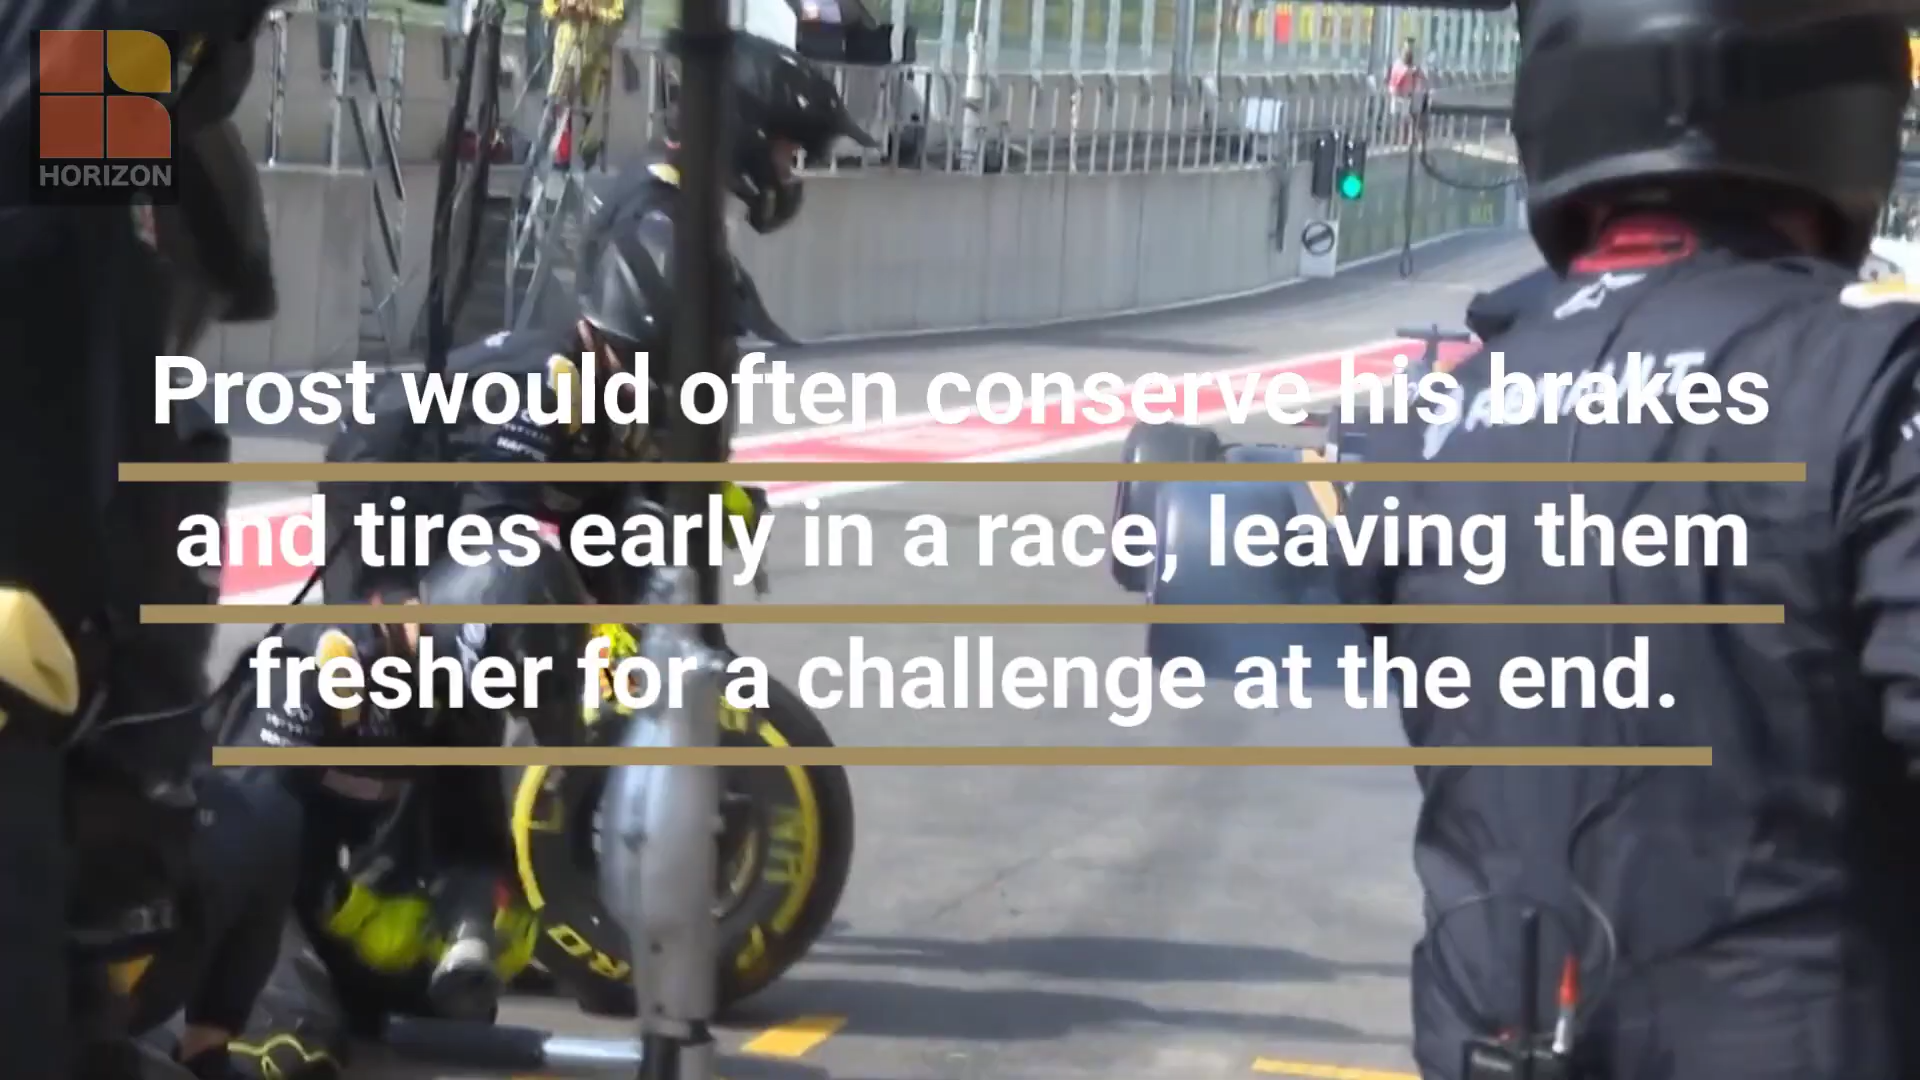 HORIZON
Prost would often conserve his brakes
and tires early in a race, leaving them
fresher for a challenge at the end.
RENAULT